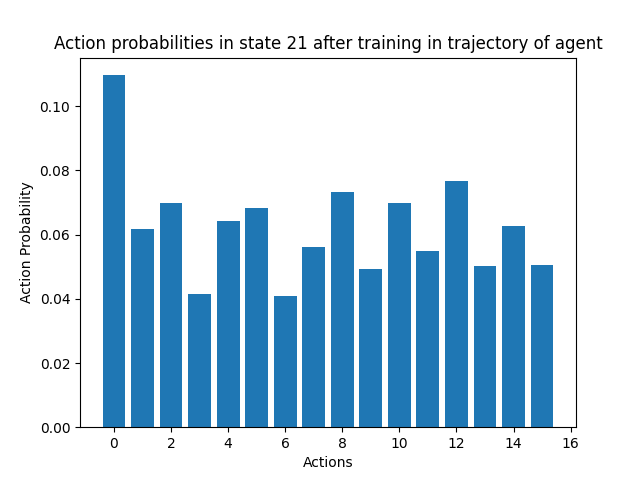 Action probabilities in state 21 after training in trajectory of agent
0.10
0.08
0.06
0.04
0.02
0.00
Action Probability
0 2 4 6 8 10 12 14 16
Actions